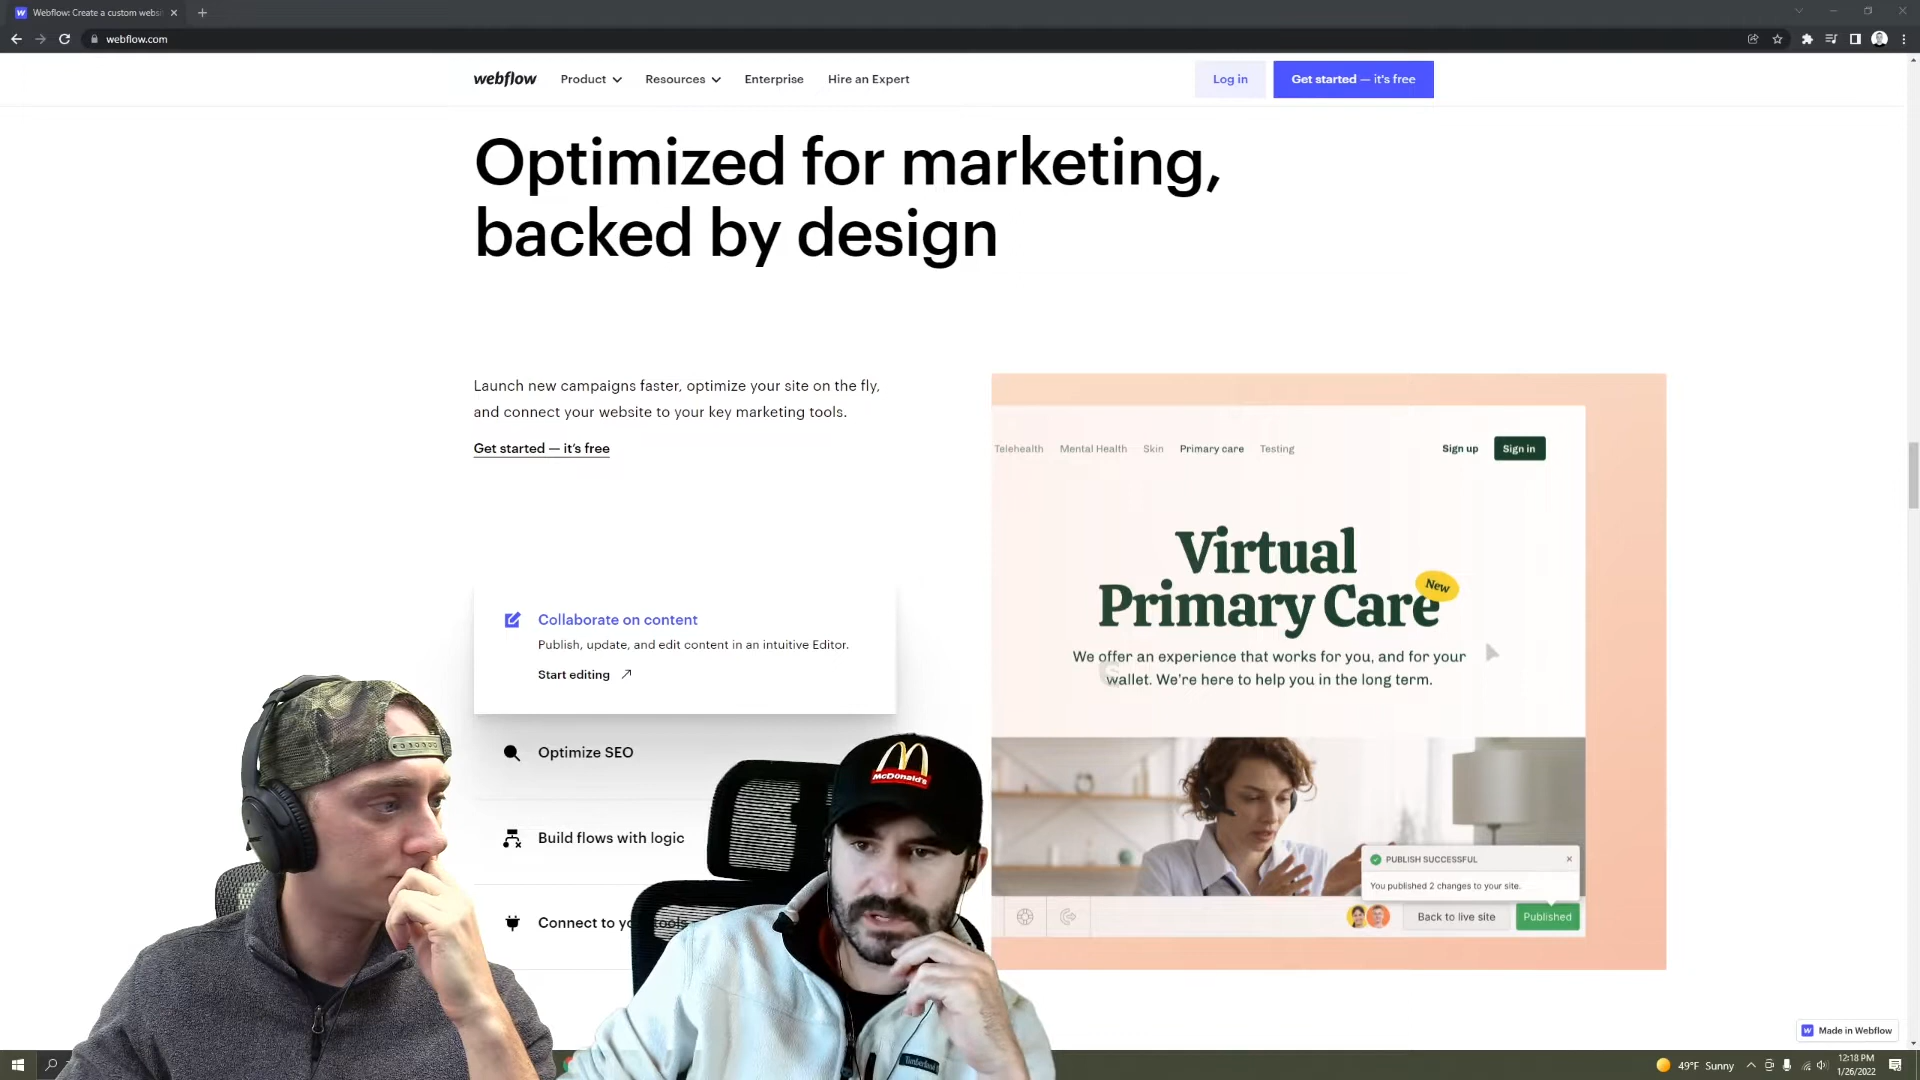 Webflow: Create a custom websi
webflow.com
webflow
Product
Resources
Enterprise
Hire an Expert
Log in
Get started — it's free
Optimized for marketing,
backed by design
Launch new campaigns faster, optimize your site on the fly,
and connect your website to your key marketing tools.
Get started — it's free
Telehealth
Mental Health
Skin
Primary care
Testing
Sign up
Sign in
Virtual
Primary Care
New
We offer an experience that works for you, and for your
wallet. We're here to help you in the long term.
Collaborate on content
Publish, update, and edit content in an intuitive Editor.
Start editing
Optimize SEO
Build flows with logic
Connect to yo tools
McDonald's
Timberland
PUBLISH SUCCESSFUL
You published 2 changes to your site.
Back to live site
Published
Made in Webflow
49°F Sunny
12:18 PM
1/26/2022